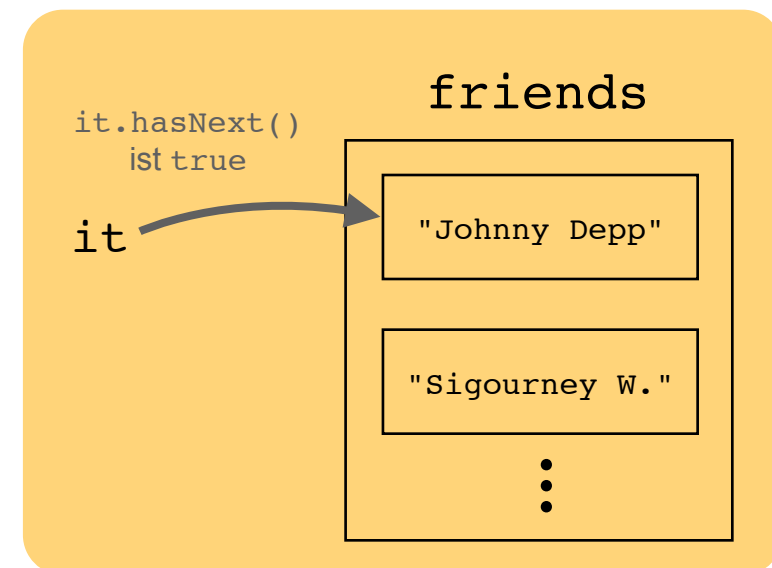 friends
it.hasNext()
ist true
it
"Johnny Depp"
"Sigourney W."